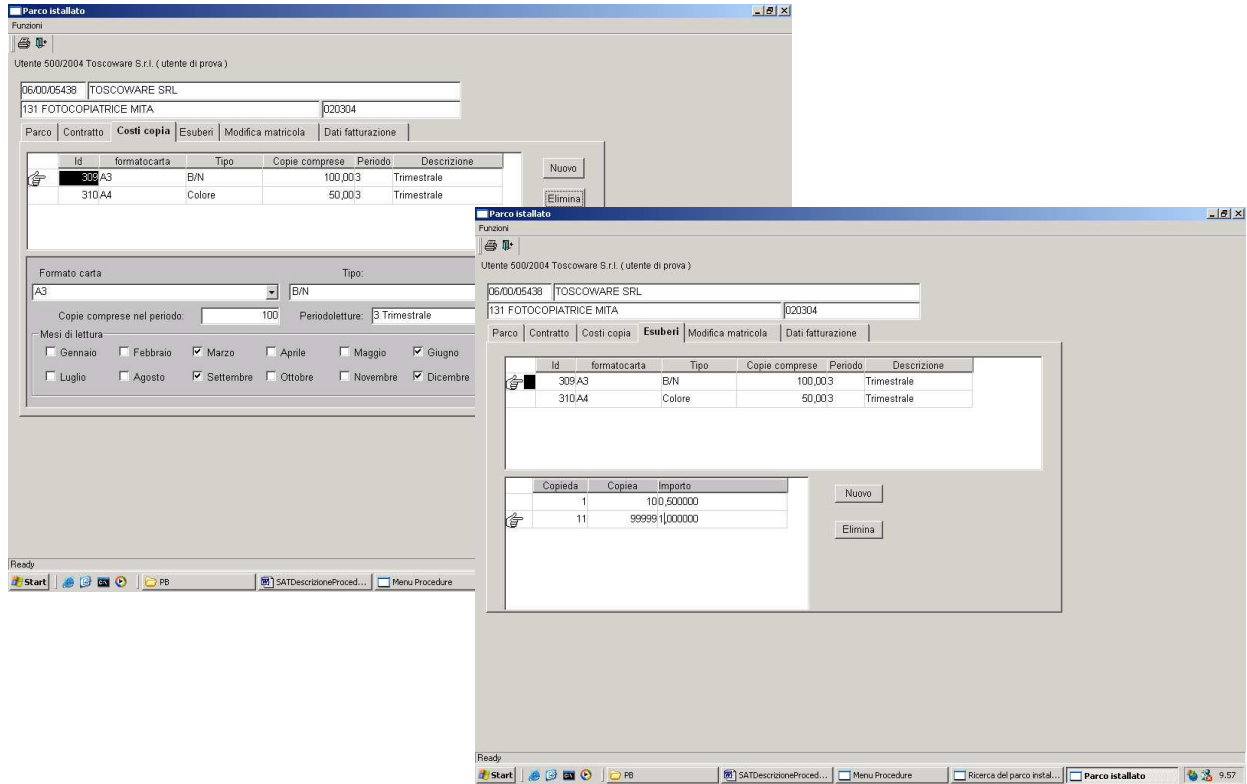 Parco istallato
Funzioni
Utente 500/2004 Toscoware S.r.l. ( utente di prova )
06/00/05438 TOSCOWARE SRL
131 FOTOCOPIATRICE MITA 020304
Parco Contratto Costi copia Esuberi Modifica matricola Dati fatturazione
Id formatocarta Tipo Copie comprese Periodo Descrizione
309 A3 B/N 100,00 3 Trimestrale
310 A4 Colore 50,00 3 Trimestrale
Nuovo
Elimina
Formato carta Tipo:
A3 B/N
Copie comprese nel periodo: 100 Periodoletture: 3 Trimestrale
Mesi di lettura
Gennaio Febbraio Marzo Aprile Maggio Giugno
Luglio Agosto Settembre Ottobre Novembre Dicembre
Ready
Start PB SATDescrizioneProced... Menu Procedure
Parco istallato
Funzioni
Utente 500/2004 Toscoware S.r.l. ( utente di prova )
06/00/05438 TOSCOWARE SRL
131 FOTOCOPIATRICE MITA 020304
Parco Contratto Costi copia Esuberi Modifica matricola Dati fatturazione
Id formatocarta Tipo Copie comprese Periodo Descrizione
309 A3 B/N 100,00 3 Trimestrale
310 A4 Colore 50,00 3 Trimestrale
Copieda Copiea Importo
1 10 0,500000
11 99999 1,000000
Nuovo
Elimina
Ready
Start PB SATDescrizioneProced... Menu Procedure Ricerca del parco instal... Parco istallato 9.57